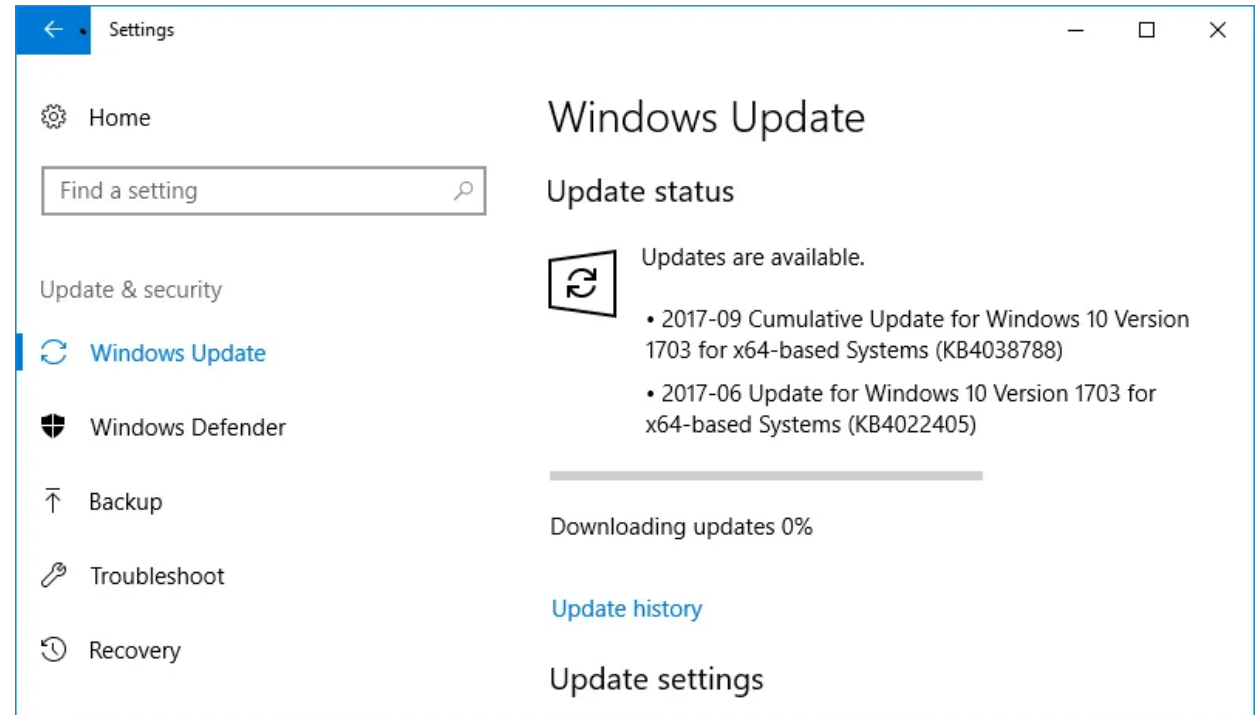 Settings
Home
Find a setting
Update & security
Windows Update
Windows Defender
Backup
Troubleshoot
Recovery
Windows Update
Update status
Updates are available.
• 2017-09 Cumulative Update for Windows 10 Version
1703 for x64-based Systems (KB4038788)
• 2017-06 Update for Windows 10 Version 1703 for
x64-based Systems (KB4022405)
Downloading updates 0%
Update history
Update settings